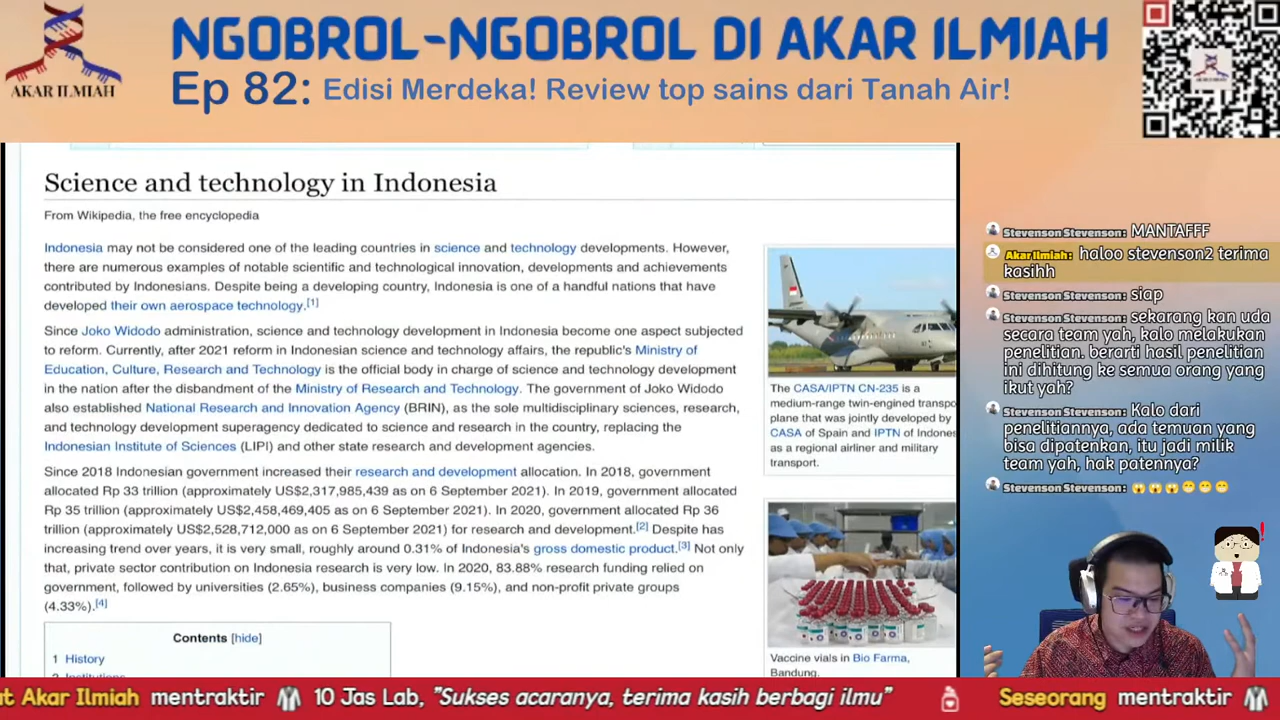 NGOBROL-NGOBROL DI AKAR ILMIAH
Ep 82: Edisi Merdeka! Review top sains dari Tanah Air!
AKAR ILMIAH
Science and technology in Indonesia
From Wikipedia, the free encyclopedia
Indonesia may not be considered one of the leading countries in science and technology developments. However,
there are numerous examples of notable scientific and technological innovation, developments and achievements
contributed by Indonesians. Despite being a developing country, Indonesia is one of a handful nations that have
developed their own aerospace technology.[1]
Since Joko Widodo administration, science and technology development in Indonesia become one aspect subjected
to reform. Currently, after 2021 reform in Indonesian science and technology affairs, the republic's Ministry of
Education, Culture, Research and Technology is the official body in charge of science and technology development
in the nation after the disbandment of the Ministry of Research and Technology. The government of Joko Widodo
also established National Research and Innovation Agency (BRIN), as the sole multidisciplinary sciences, research,
and technology development superagency dedicated to science and research in the country, replacing the
Indonesian Institute of Sciences (LIPI) and other state research and development agencies.
Since 2018 Indonesian government increased their research and development allocation. In 2018, government
allocated Rp 33 trillion (approximately US$2,317,985,439 as on 6 September 2021). In 2019, government allocated
Rp 35 trillion (approximately US$2,458,469,405 as on 6 September 2021). In 2020, government allocated Rp 36
trillion (approximately US$2,528,712,000 as on 6 September 2021) for research and development.[2] Despite has
increasing trend over years, it is very small, roughly around 0.31% of Indonesia's gross domestic product.[3] Not only
that, private sector contribution on Indonesia research is very low. In 2020, 83.88% research funding relied on
government, followed by universities (2.65%), business companies (9.15%), and non-profit private groups
(4.33%).[4]
Contents [hide]
1 History
The CASA/IPTN CN-235 is a
medium-range twin-engined transpo
plane that was jointly developed by
CASA of Spain and IPTN of Indones
as a regional airliner and military
transport.
Vaccine vials in Bio Farma,
Bandung.
Stevenson Stevenson: MANTAFFF
Akar Ilmiah: haloo stevenson2 terima
kasihh
Stevenson Stevenson: siap
Stevenson Stevenson: sekarang kan uda
secara team yah, kalo melakukan
penelitian. berarti hasil penelitian
ini dihitung ke semua orang yang
ikut yah?
Stevenson Stevenson: Kalo dari
penelitiannya, ada temuan yang
bisa dipatenkan, itu jadi milik
team yah, hak patennya?
Stevenson Stevenson: 😱😱😱😁😁😁
at Akar Ilmiah mentraktir 10 Jas Lab, "Sukses acaranya, terima kasih berbagi ilmu" Seseorang mentraktir